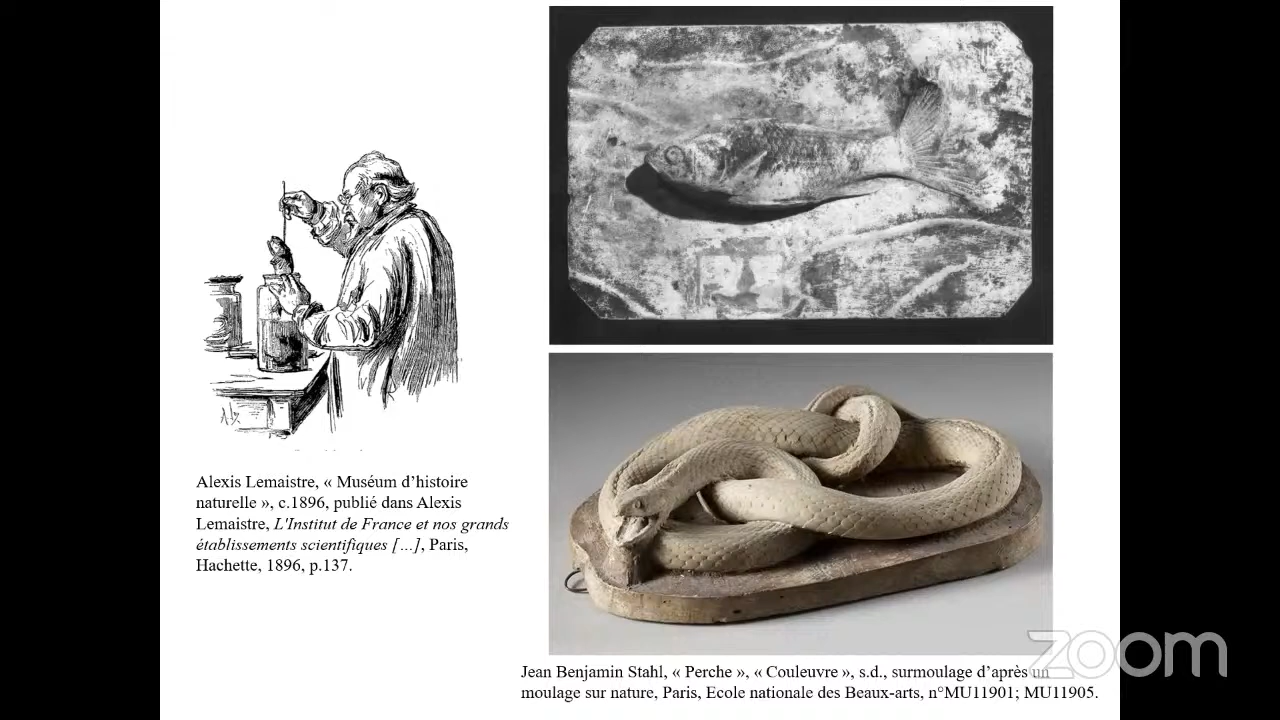 Alexis Lemaistre, « Muséum d’histoire
naturelle », c.1896, publié dans Alexis
Lemaistre, L'Institut de France et nos grands
établissements scientifiques [...], Paris,
Hachette, 1896, p.137.
Jean Benjamin Stahl, « Perche », « Couleuvre », s.d., surmoulage d’après un
moulage sur nature, Paris, Ecole nationale des Beaux-arts, n°MU11901; MU11905.
zoom